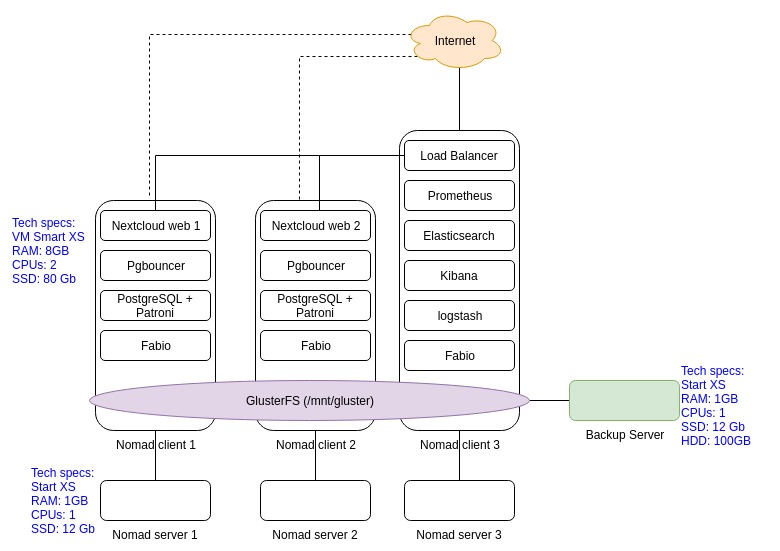 Internet
Load Balancer
Prometheus
Elasticsearch
Kibana
logstash
Fabio
Tech specs:
VM Smart XS
RAM: 8GB
CPUs: 2
SSD: 80 Gb
Nextcloud web 1
Pgbouncer
PostgreSQL +
Patroni
Fabio
Nextcloud web 2
Pgbouncer
PostgreSQL +
Patroni
Fabio
GlusterFS (/mnt/gluster)
Backup Server
Tech specs:
Start XS
RAM: 1GB
CPUs: 1
SSD: 12 Gb
HDD: 100GB
Nomad client 1
Nomad client 2
Nomad client 3
Tech specs:
Start XS
RAM: 1GB
CPUs: 1
SSD: 12 Gb
Nomad server 1
Nomad server 2
Nomad server 3